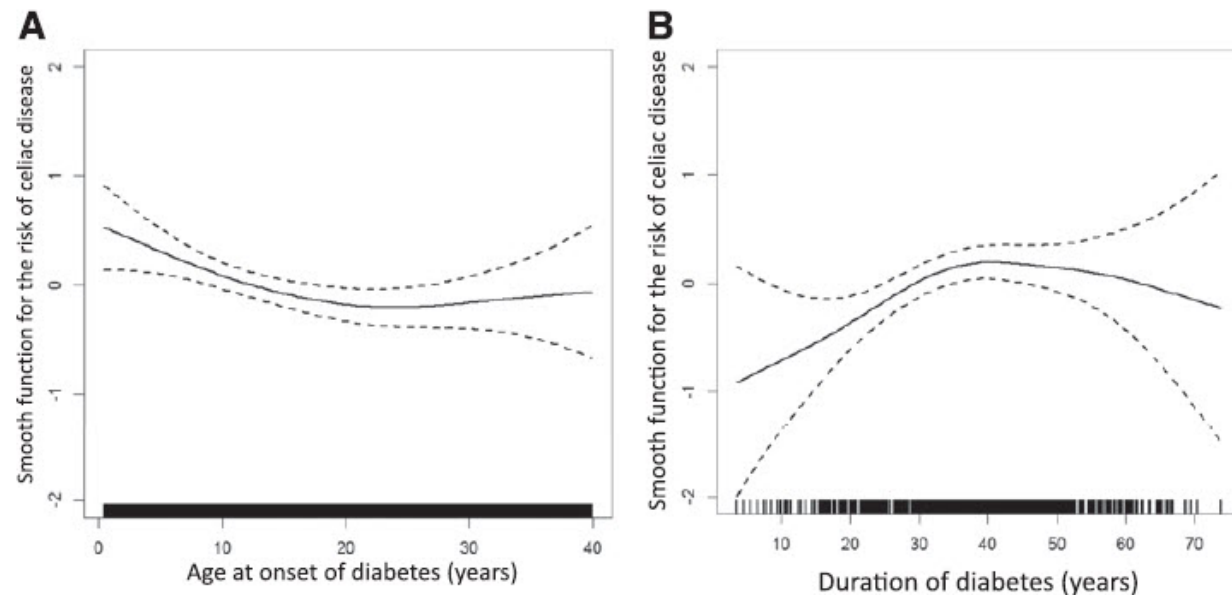 A
Smooth function for the risk of celiac disease
2
1
0
-1
-2
0 10 20 30 40
Age at onset of diabetes (years)
B
Smooth function for the risk of celiac disease
2
1
0
-1
-2
10 20 30 40 50 60 70
Duration of diabetes (years)